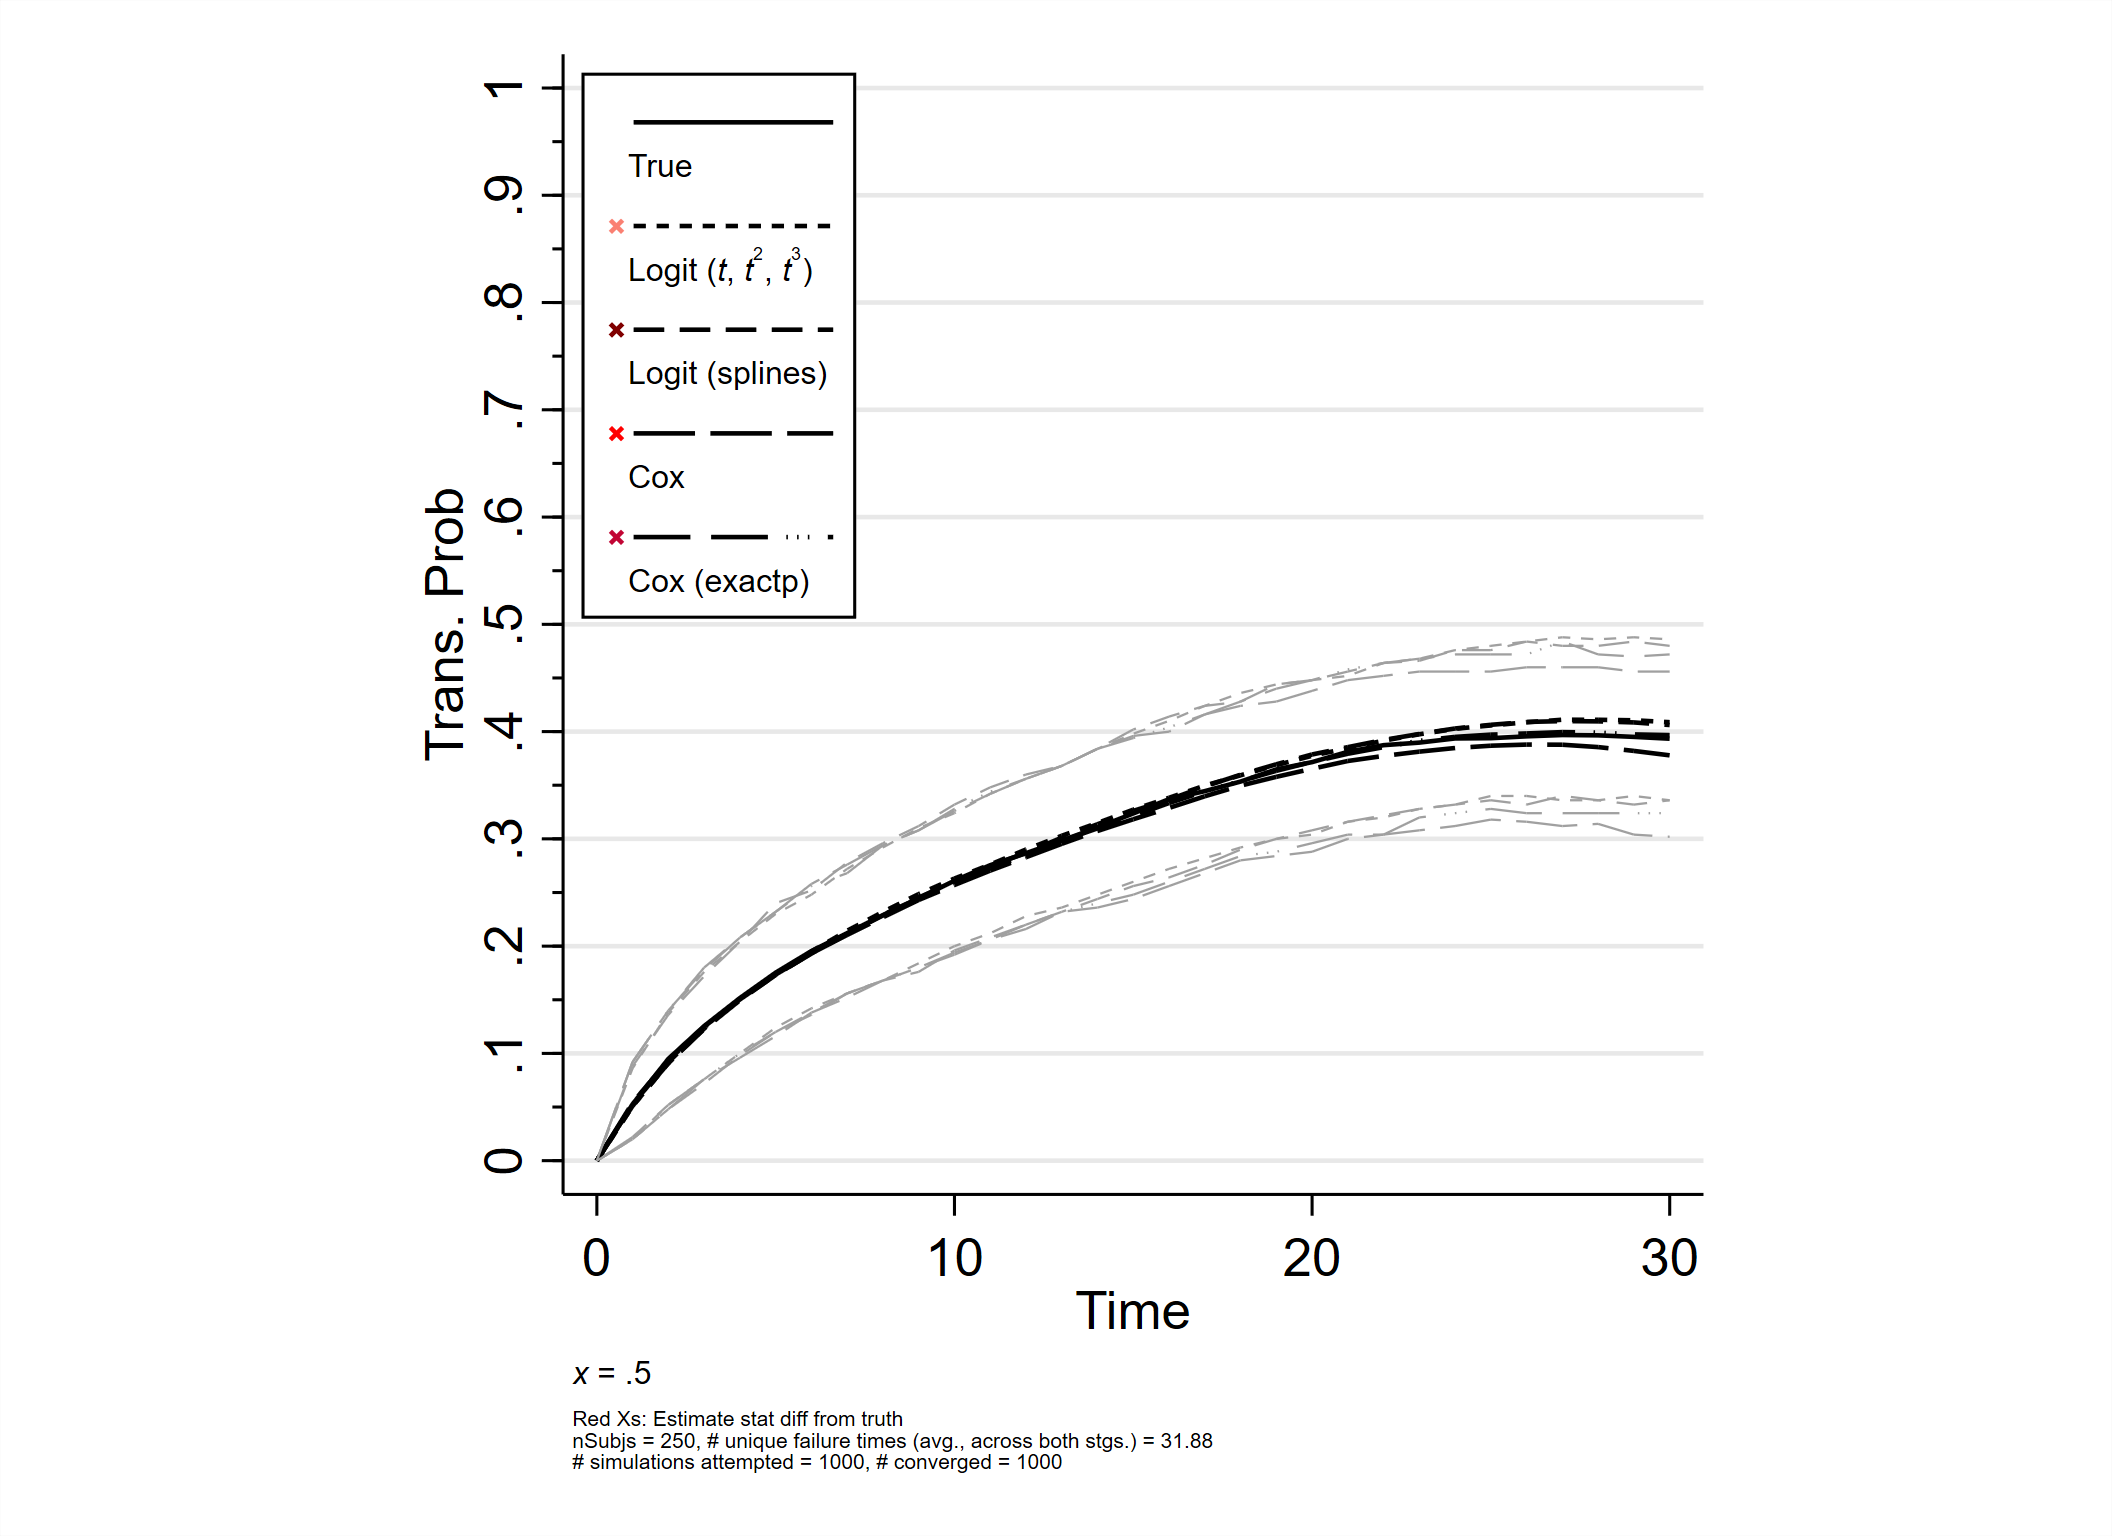 1
.9
.8
.7
.6
.5
.4
.3
.2
.1
0
Trans. Prob
True
Logit (t, t², t³)
Logit (splines)
Cox
Cox (exactp)
0 10 20 30
Time
x = .5
Red Xs: Estimate stat diff from truth
nSubjs = 250, # unique failure times (avg., across both stgs.) = 31.88
# simulations attempted = 1000, # converged = 1000